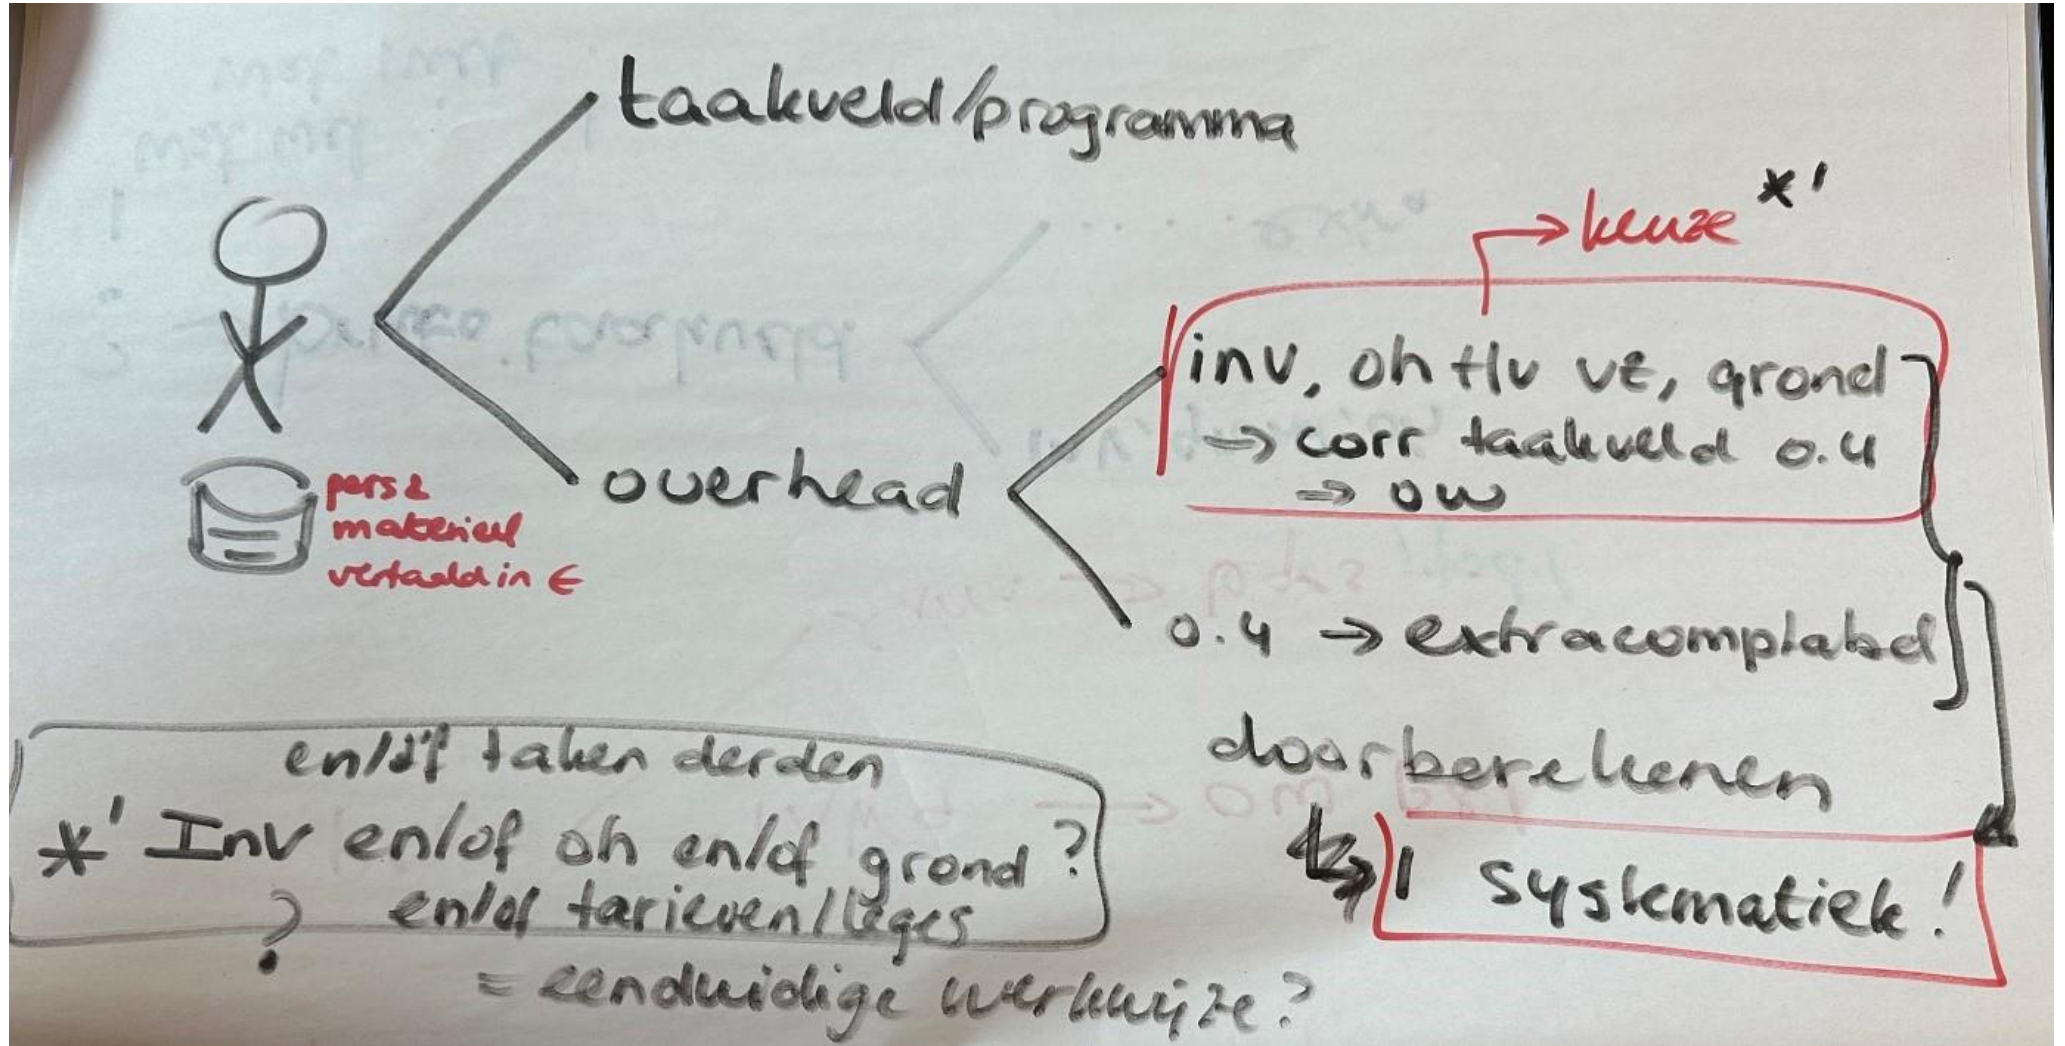 taakveld/programma
keuze *'
inv, oh tlv vz, grond
→ corr taakveld 0.4
→ ow
overhead
pers &
materieel
vertaald in €
0.4 → extracomptabel
doorberekenen
↳ 1 systematiek!
en/of taken derden
*' Inv en/of oh en/of grond ?
? en/of tarieven/leges
= eenduidige werkwijze?